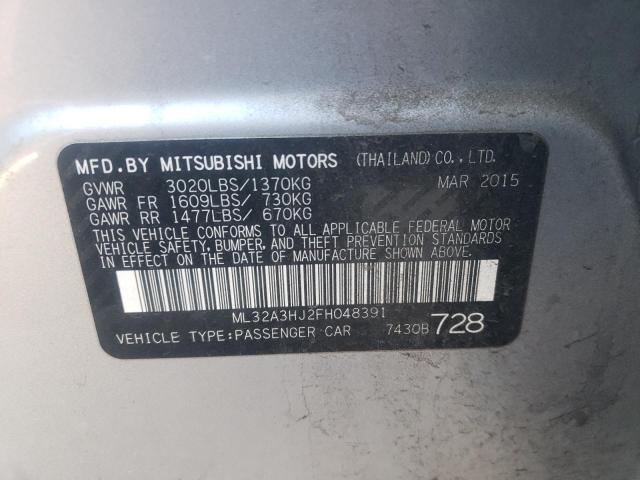 MFD.BY MITSUBISHI MOTORS (THAILAND)CO.,LTD.
GVWR 3020LBS/1370KG MAR 2015
GAWR FR 1609LBS/ 730KG
GAWR RR 1477LBS/ 670KG
THIS VEHICLE CONFORMS TO ALL APPLICABLE FEDERAL MOTOR
VEHICLE SAFETY, BUMPER, AND THEFT PREVENTION STANDARDS
IN EFFECT ON THE DATE OF MANUFACTURE SHOWN ABOVE.
ML32A3HJ2FH048391
VEHICLE TYPE:PASSENGER CAR 7430B 728